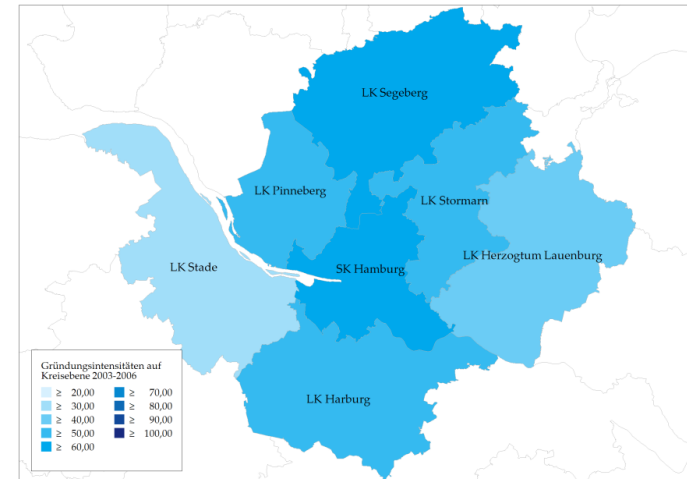 LK Segeberg
LK Pinneberg
LK Stormarn
LK Stade
SK Hamburg
LK Herzogtum Lauenburg
LK Harburg
Gründungsintensitäten auf
Kreisebene 2003-2006
≥ 20,00 ≥ 70,00
≥ 30,00 ≥ 80,00
≥ 40,00 ≥ 90,00
≥ 50,00 ≥ 100,00
≥ 60,00